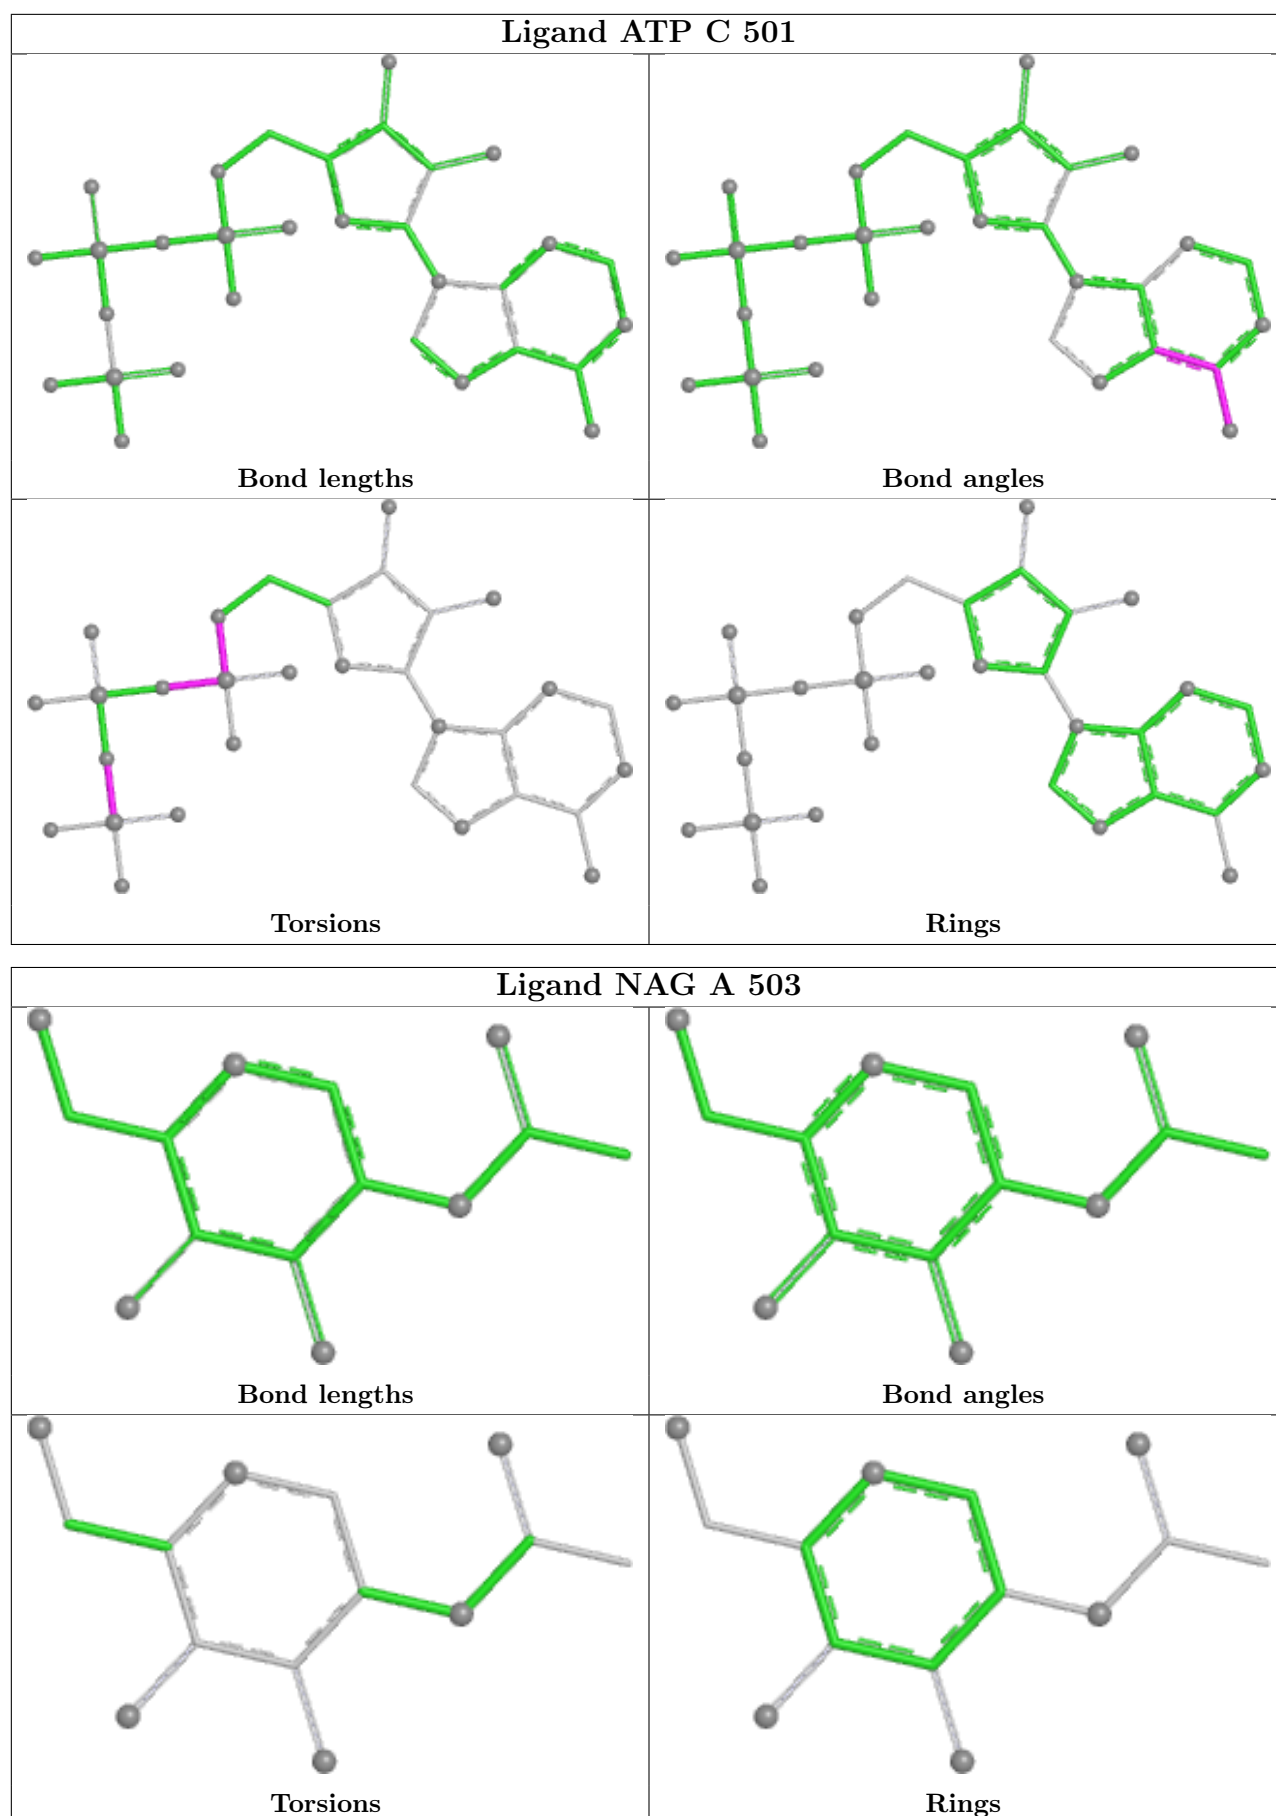 Ligand ATP C 501
Bond lengths
Bond angles
Torsions
Rings
Ligand NAG A 503
Bond lengths
Bond angles
Torsions
Rings